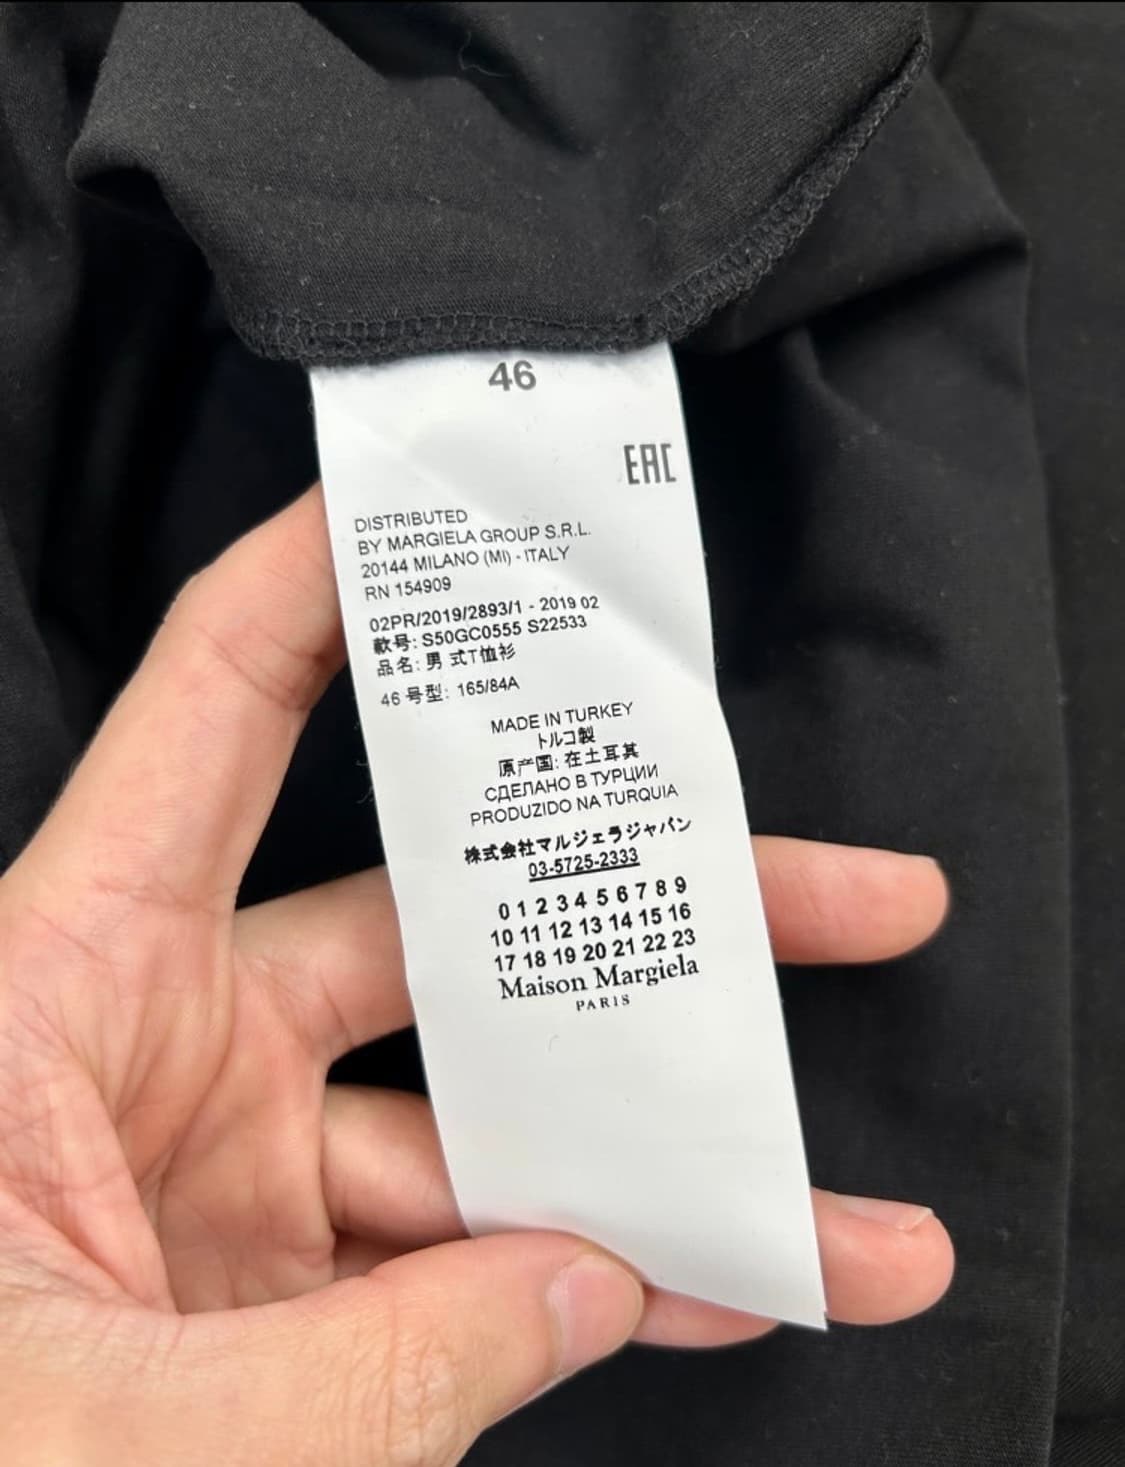 46
EAC
DISTRIBUTED
BY MARGIELA GROUP S.R.L.
20144 MILANO (MI) - ITALY
RN 154909
02PR/2019/2893/1 - 2019 02
款号: S50GC0555 S22533
品名: 男 式T恤衫
46 号型: 165/84A
MADE IN TURKEY
トルコ製
原产国: 在土耳其
СДЕЛАНО В ТУРЦИИ
PRODUZIDO NA TURQUIA
株式会社マルジェラジャパン
03-5725-2333
0 1 2 3 4 5 6 7 8 9
10 11 12 13 14 15 16
17 18 19 20 21 22 23
Maison Margiela
PARIS